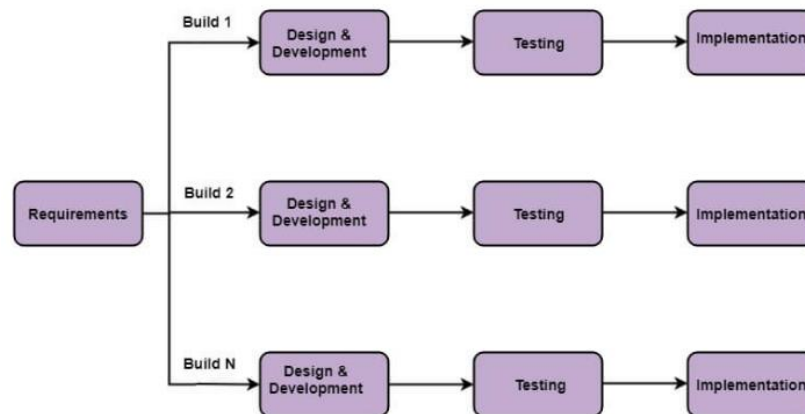 Build 1
Design &
Development
Testing
Implementation
Requirements
Build 2
Design &
Development
Testing
Implementation
Build N
Design &
Development
Testing
Implementation